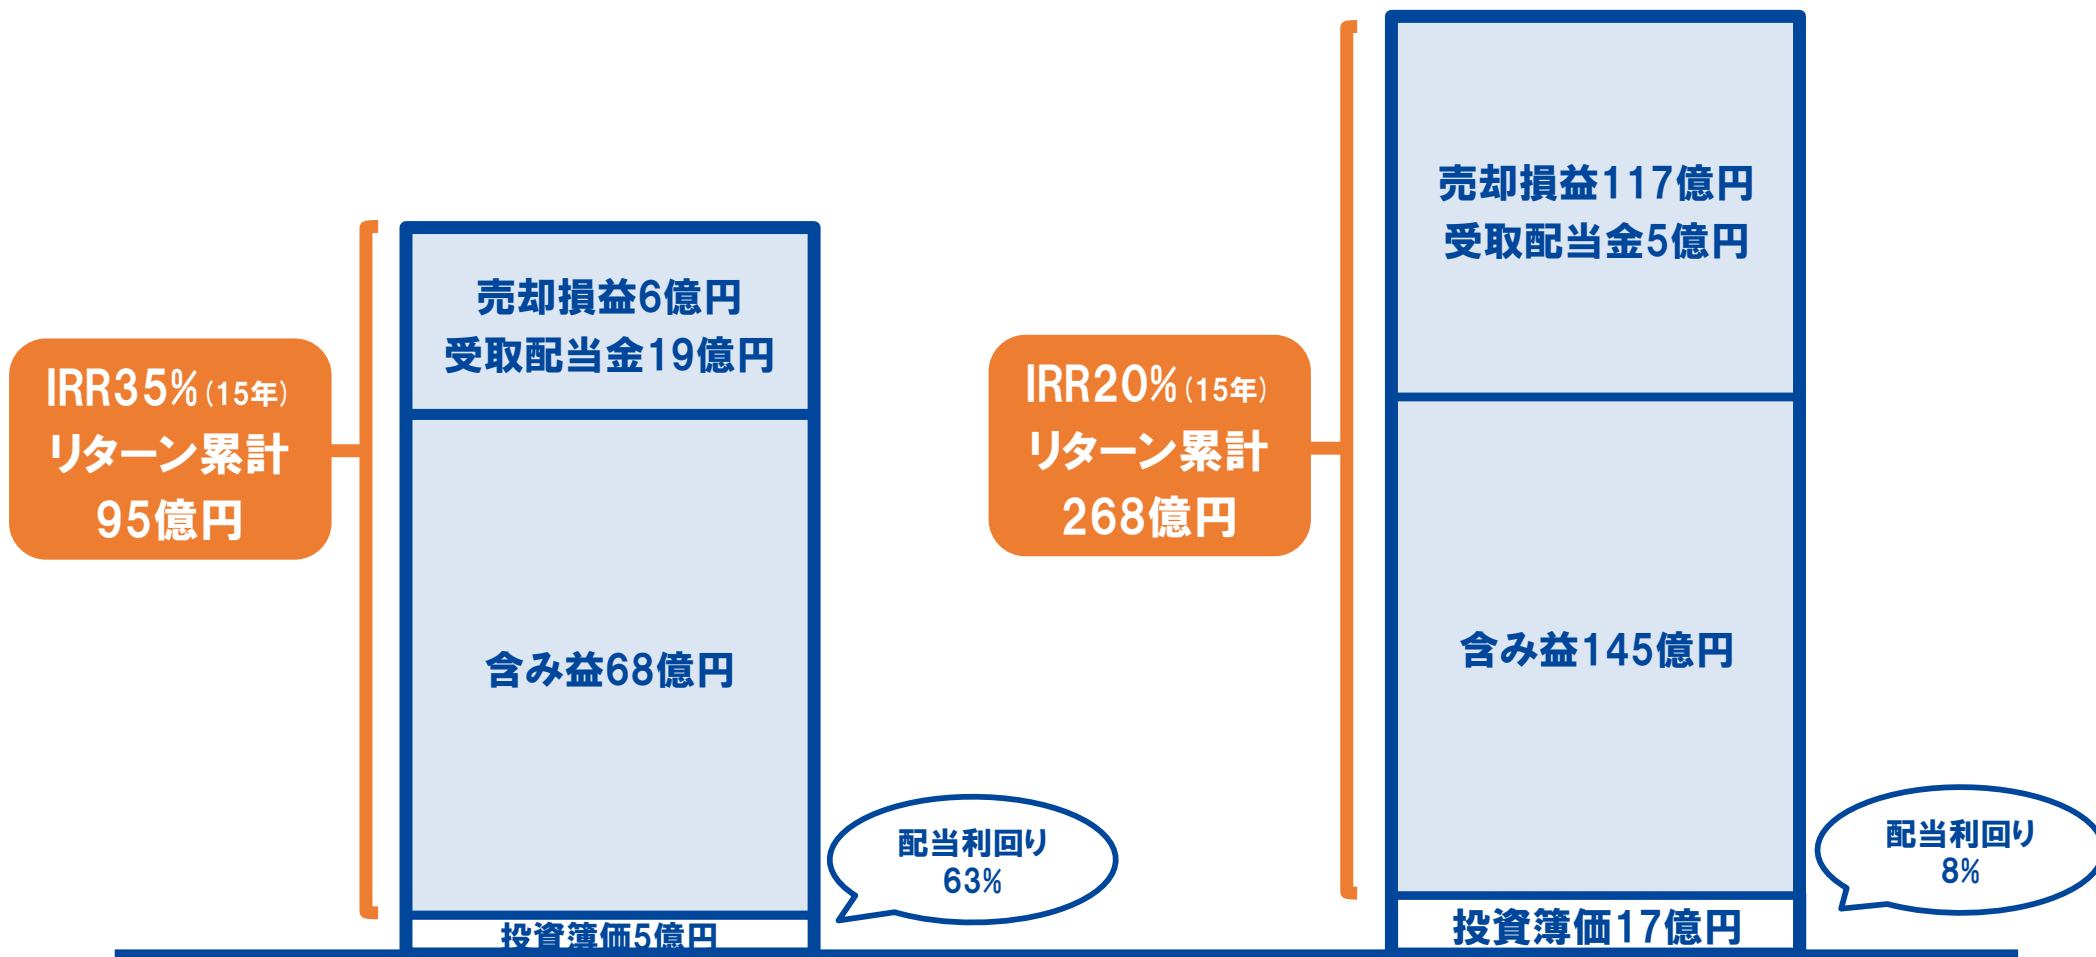 IRR35%(15年)
リターン累計
95億円
売却損益6億円
受取配当金19億円
含み益68億円
投資簿価5億円
配当利回り
63%
IRR20%(15年)
リターン累計
268億円
売却損益117億円
受取配当金5億円
含み益145億円
投資簿価17億円
配当利回り
8%